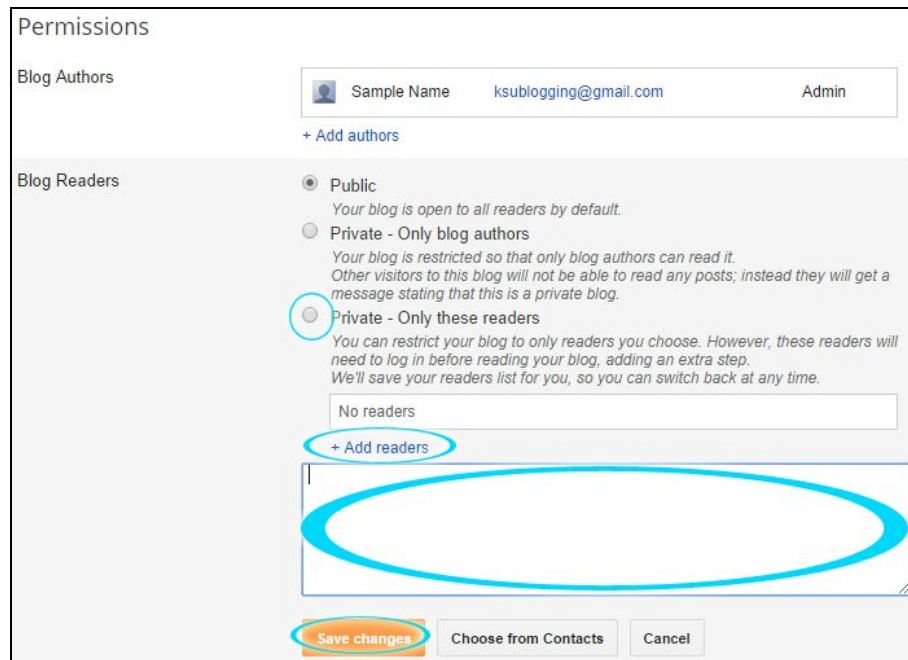 Permissions
Blog Authors
Sample Name ksublogging@gmail.com Admin
+ Add authors
Blog Readers
Public
Your blog is open to all readers by default.
Private - Only blog authors
Your blog is restricted so that only blog authors can read it.
Other visitors to this blog will not be able to read any posts; instead they will get a
message stating that this is a private blog.
Private - Only these readers
You can restrict your blog to only readers you choose. However, these readers will
need to log in before reading your blog, adding an extra step.
We'll save your readers list for you, so you can switch back at any time.
No readers
+ Add readers
Save changes Choose from Contacts Cancel